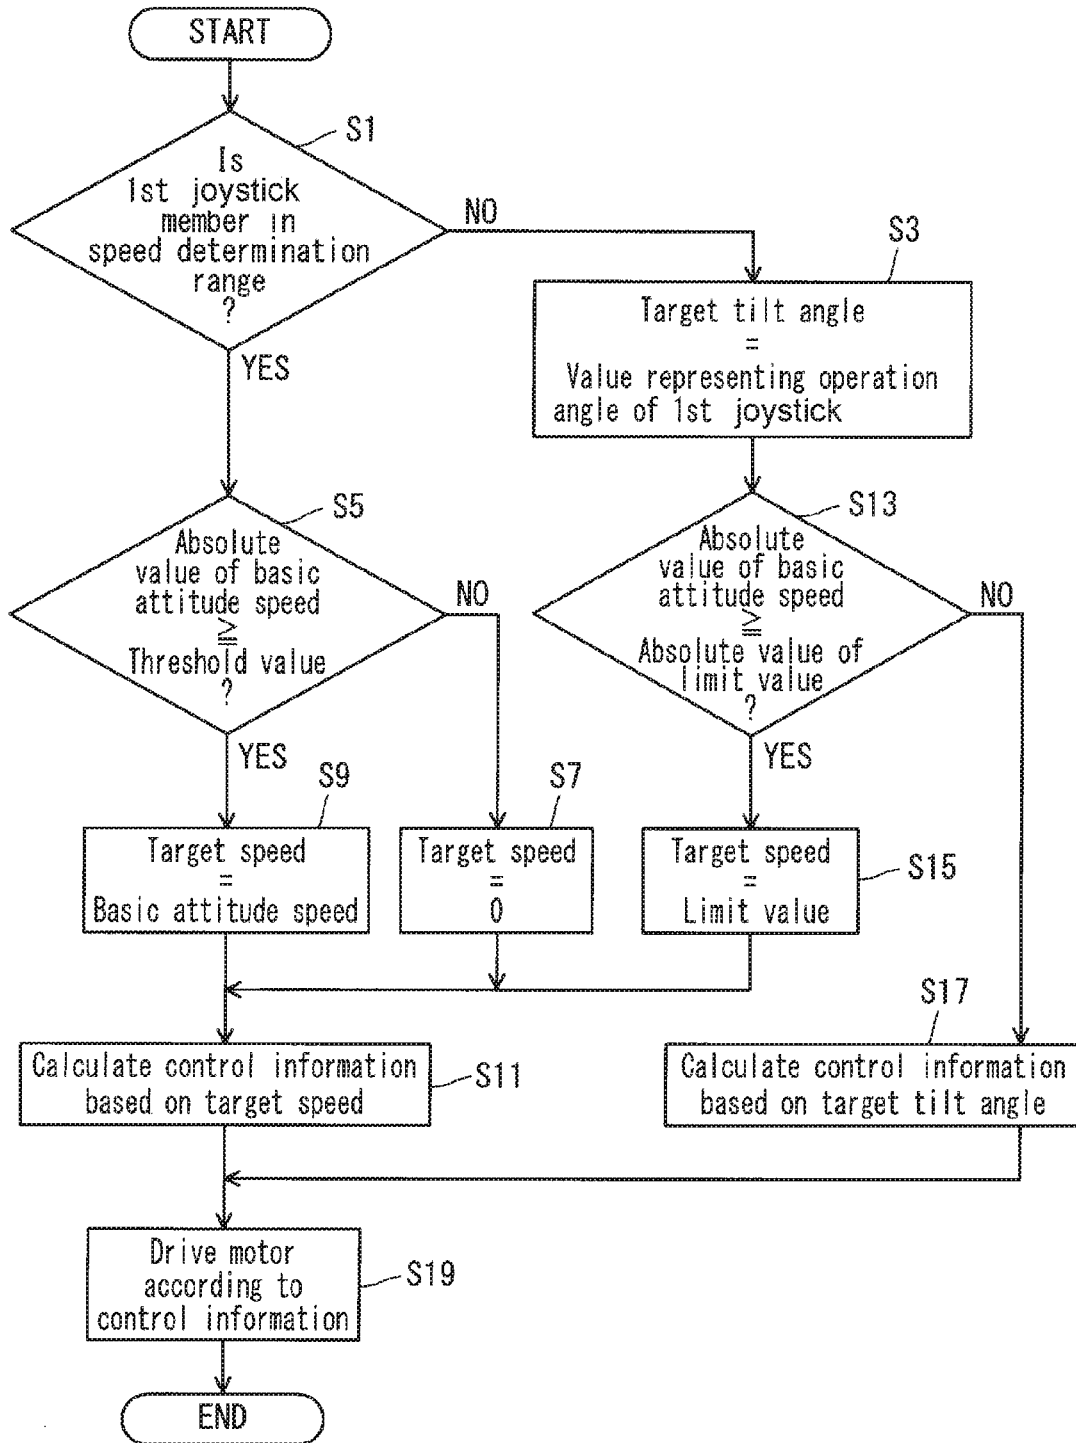 START
S1
Is
1st joystick
member in
speed determination
range
?
NO
YES
S3
Target tilt angle
=
Value representing operation
angle of 1st joystick
S5
Absolute
value of basic
attitude speed
≧
Threshold value
?
NO
YES
S13
Absolute
value of basic
attitude speed
≧
Absolute value of
limit value
?
NO
YES
S9
Target speed
=
Basic attitude speed
S7
Target speed
=
0
Target speed
=
Limit value
S15
S17
Calculate control information
based on target speed
S11
Calculate control information
based on target tilt angle
Drive motor
according to
control information
S19
END